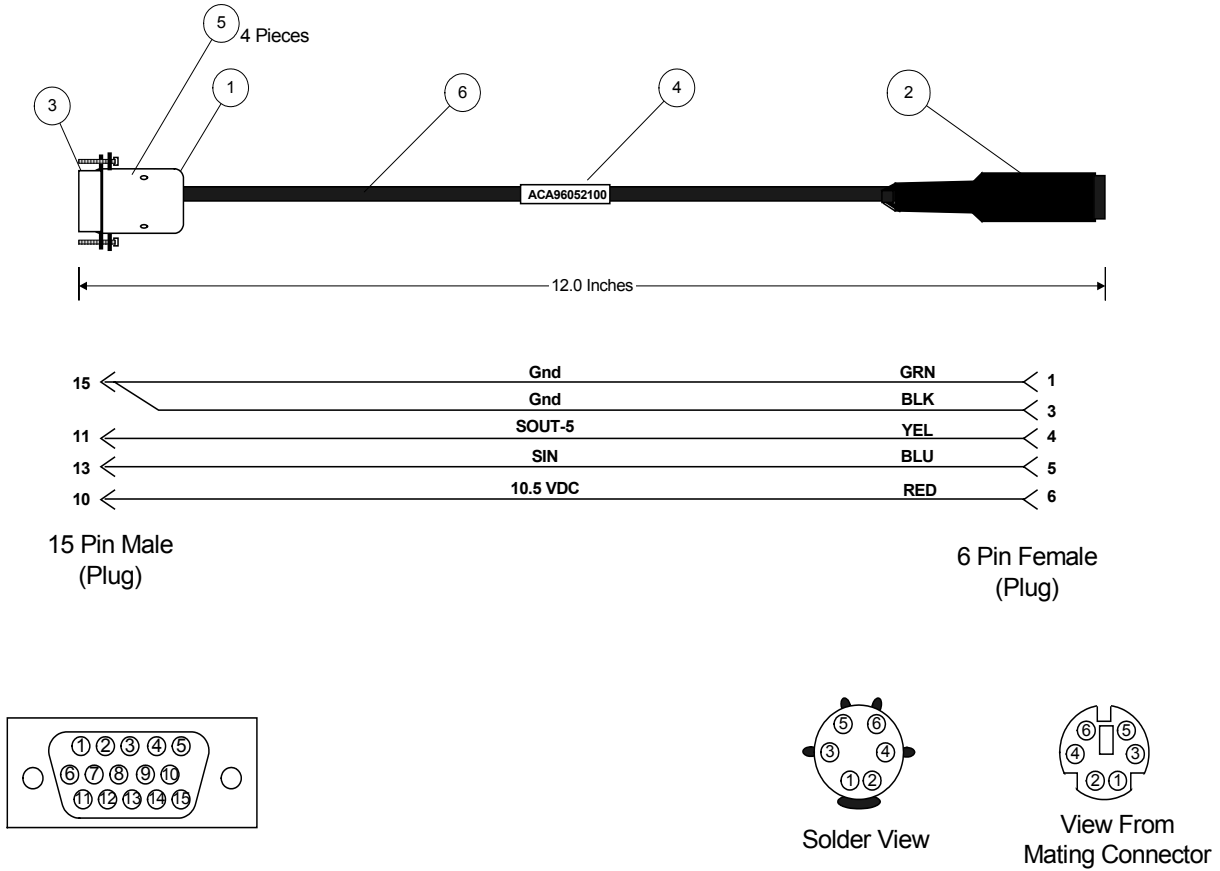 5
4 Pieces
3
1
6
4
2
ACA96052100
12.0 Inches
15 Gnd GRN 1
Gnd BLK 3
11 SOUT-5 YEL 4
13 SIN BLU 5
10 10.5 VDC RED 6
15 Pin Male
(Plug)
6 Pin Female
(Plug)
1 2 3 4 5
6 7 8 9 10
11 12 13 14 15
5 6
3 4
1 2
Solder View
6 5
4 3
2 1
View From
Mating Connector